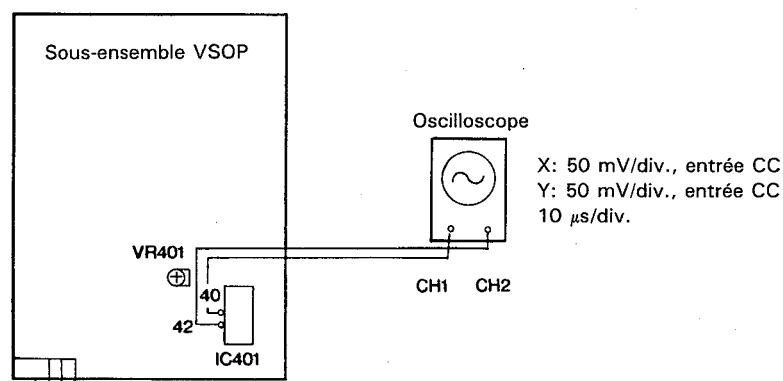 Sous-ensemble VSOP
Oscilloscope
X: 50 mV/div., entrée CC
Y: 50 mV/div., entrée CC
10 μs/div.
VR401
CH1 CH2
40
42
IC401